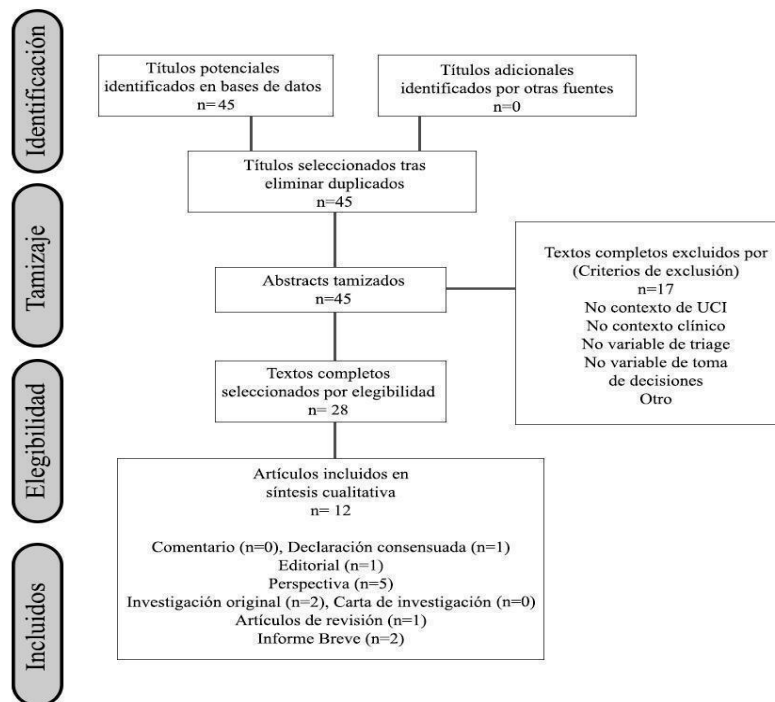 Identificación
Títulos potenciales
identificados en bases de datos
n= 45
Títulos adicionales
identificados por otras fuentes
n=0
Títulos seleccionados tras
eliminar duplicados
n=45
Tamizaje
Abstracts tamizados
n=45
Textos completos excluidos por
(Criterios de exclusión)
n=17
No contexto de UCI
No contexto clínico
No variable de triage
No variable de toma
de decisiones
Otro
Elegibilidad
Textos completos
seleccionados por elegibilidad
n= 28
Incluidos
Artículos incluidos en
síntesis cualitativa
n= 12
Comentario (n=0), Declaración consensuada (n=1)
Editorial (n=1)
Perspectiva (n=5)
Investigación original (n=2), Carta de investigación (n=0)
Artículos de revisión (n=1)
Informe Breve (n=2)